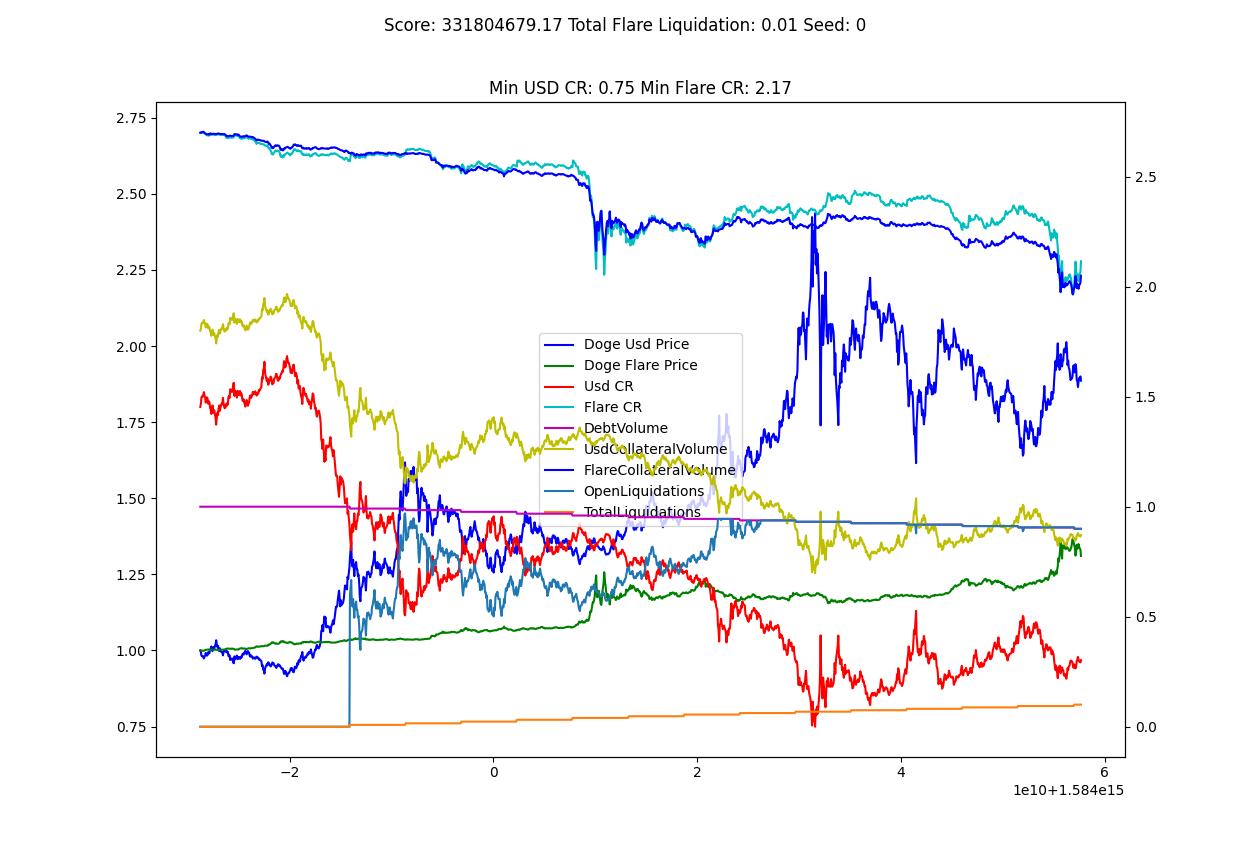 Score: 331804679.17 Total Flare Liquidation: 0.01 Seed: 0
Min USD CR: 0.75 Min Flare CR: 2.17
2.75
2.50
2.25
2.00
1.75
1.50
1.25
1.00
0.75
2.5
2.0
1.5
1.0
0.5
0.0
Doge Usd Price
Doge Flare Price
Usd CR
Flare CR
DebtVolume
UsdCollateralVolume
FlareCollateralVolume
OpenLiquidations
TotalLiquidations
−2 0 2 4 6
1e10+1.584e15